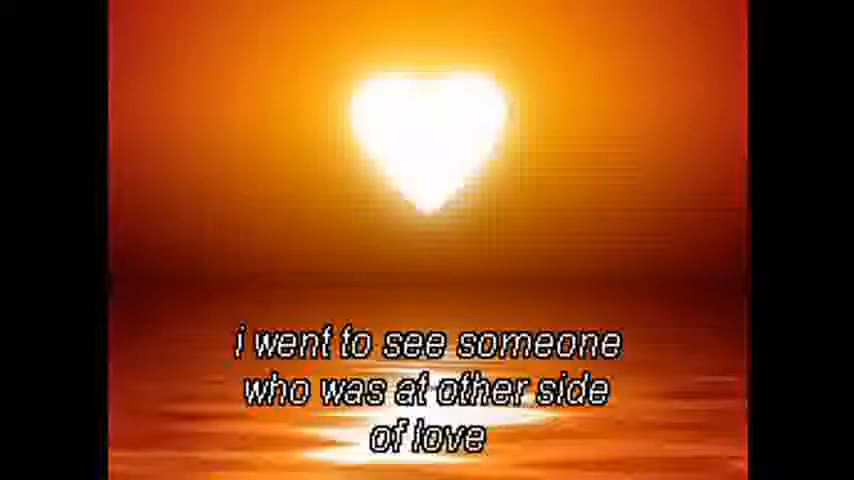 i went to see someone
who was at other side
of love